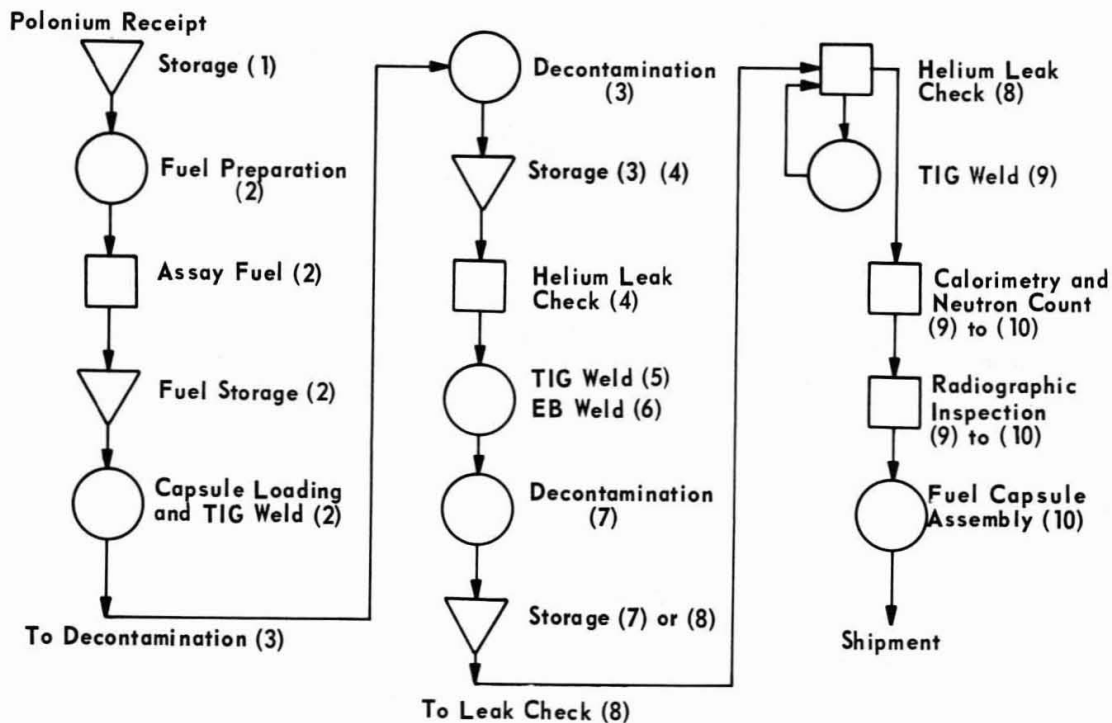 Polonium Receipt
Storage (1)
Fuel Preparation
(2)
Assay Fuel (2)
Fuel Storage (2)
Capsule Loading
and TIG Weld (2)
To Decontamination (3)
Decontamination
(3)
Storage (3) (4)
Helium Leak
Check (4)
TIG Weld (5)
EB Weld (6)
Decontamination
(7)
Storage (7) or (8)
To Leak Check (8)
Helium Leak
Check (8)
TIG Weld (9)
Calorimetry and
Neutron Count
(9) to (10)
Radiographic
Inspection
(9) to (10)
Fuel Capsule
Assembly (10)
Shipment